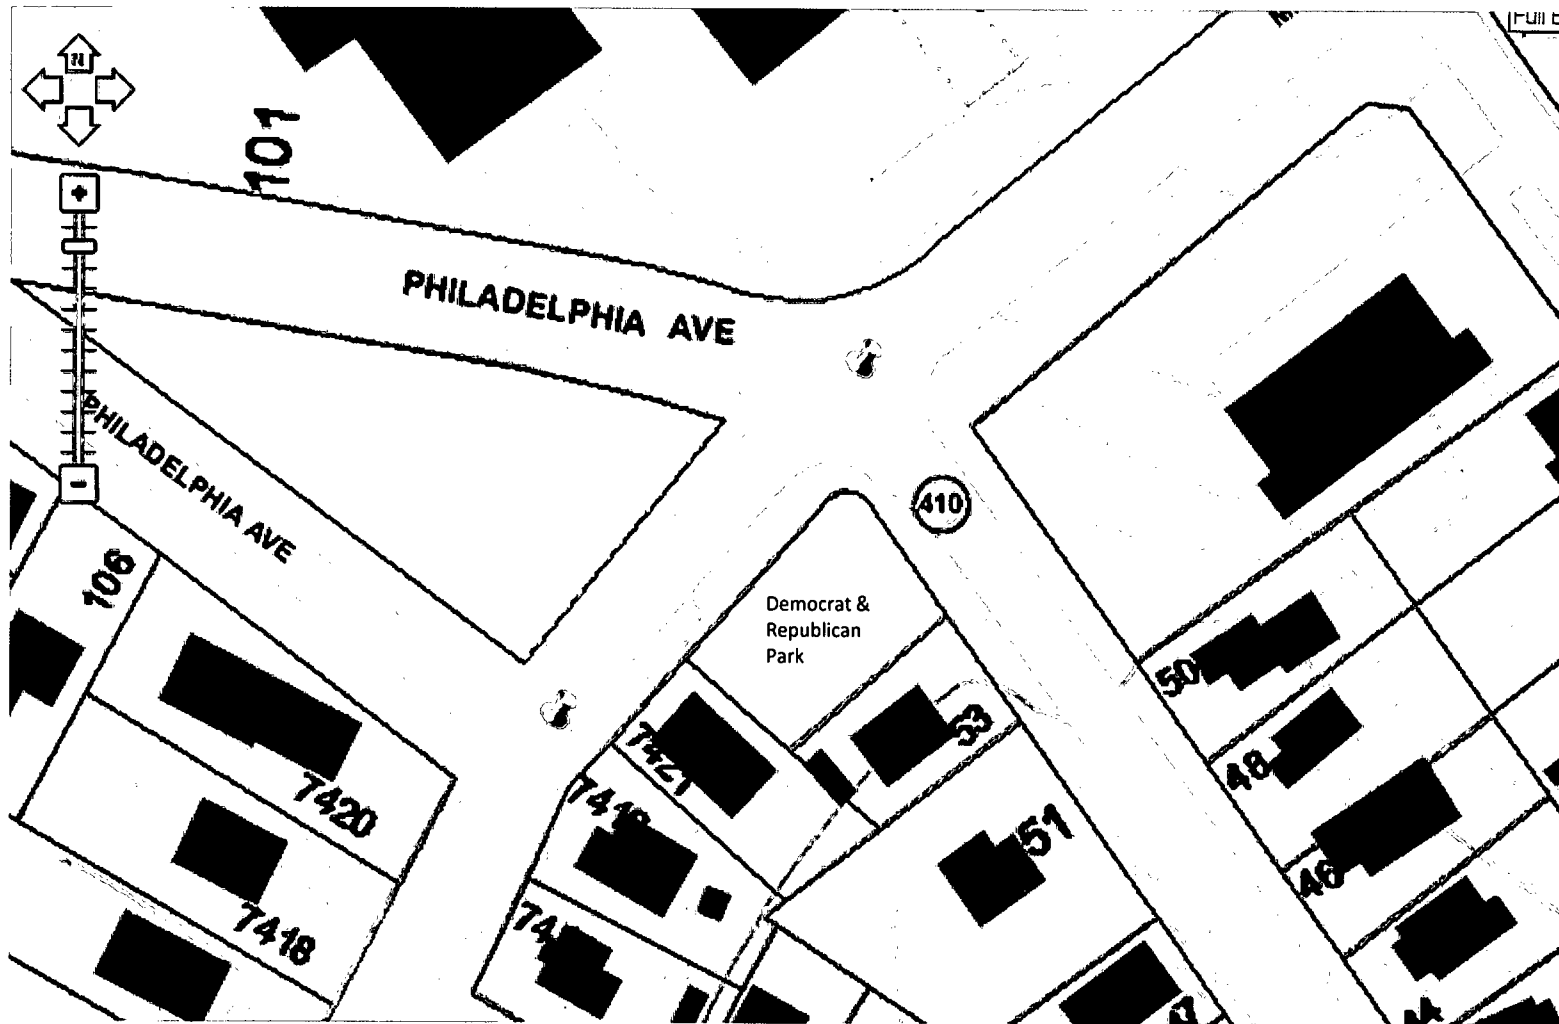 N
101
+
PHILADELPHIA AVE
PHILADELPHIA AVE
-
410
106
Democrat &
Republican
Park
50
53
7421
48
7420
51
46
7418